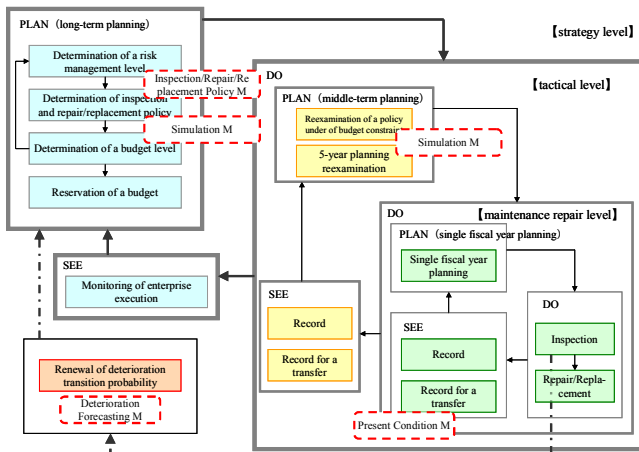 PLAN (long-term planning)
【strategy level】
Determination of a risk
management level
Inspection/Repair/Re
placement Policy M
Determination of inspection
and repair/replacement policy
Simulation M
Determination of a budget level
Reservation of a budget
DO
【tactical level】
PLAN (middle-term planning)
Reexamination of a policy
under of budget constraint
Simulation M
5-year planning
reexamination
DO
【maintenance repair level】
PLAN (single fiscal year planning)
Single fiscal year
planning
SEE
Monitoring of enterprise
execution
SEE
Record
Record for a
transfer
SEE
Record
Record for a
transfer
Present Condition M
DO
Inspection
Repair/Repla-
cement
Renewal of deterioration
transition probability
Deterioration
Forecasting M